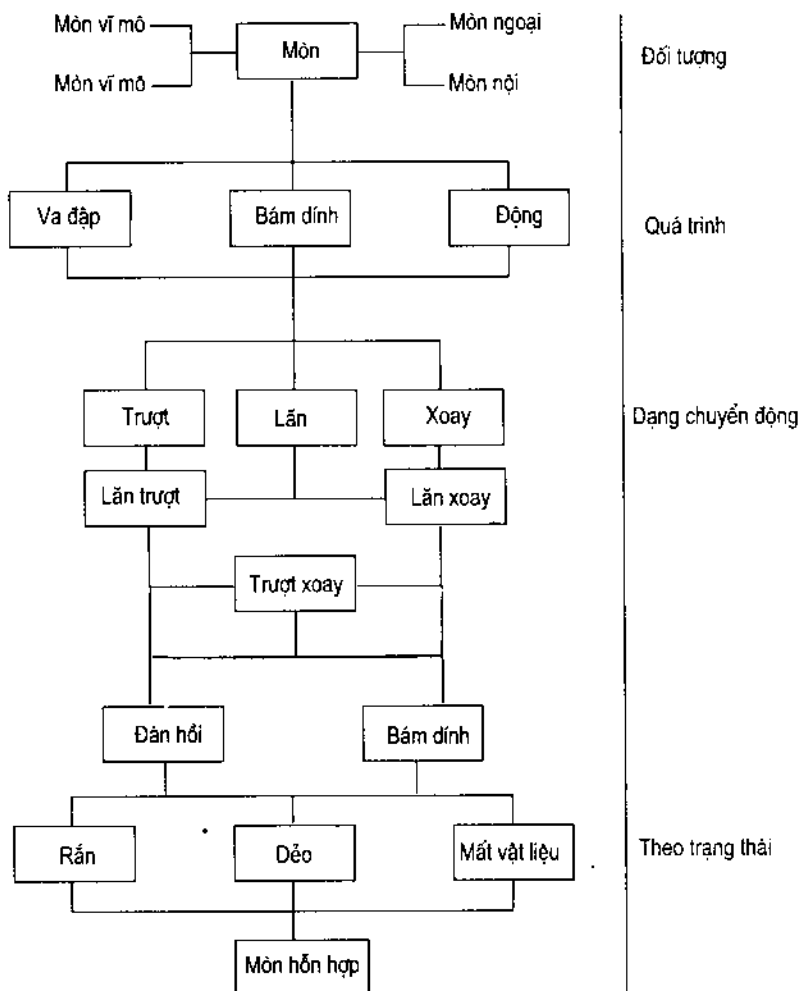 Mòn vĩ mô
Mòn
Mòn ngoại
Đối tượng
Mòn vĩ mô
Mòn nội
Va đập
Bám dính
Động
Quá trình
Trượt
Lăn
Xoay
Dạng chuyển động
Lăn trượt
Lăn xoay
Trượt xoay
Đàn hồi
Bám dính
Rắn
Dẻo
Mất vật liệu
Theo trạng thái
Mòn hỗn hợp